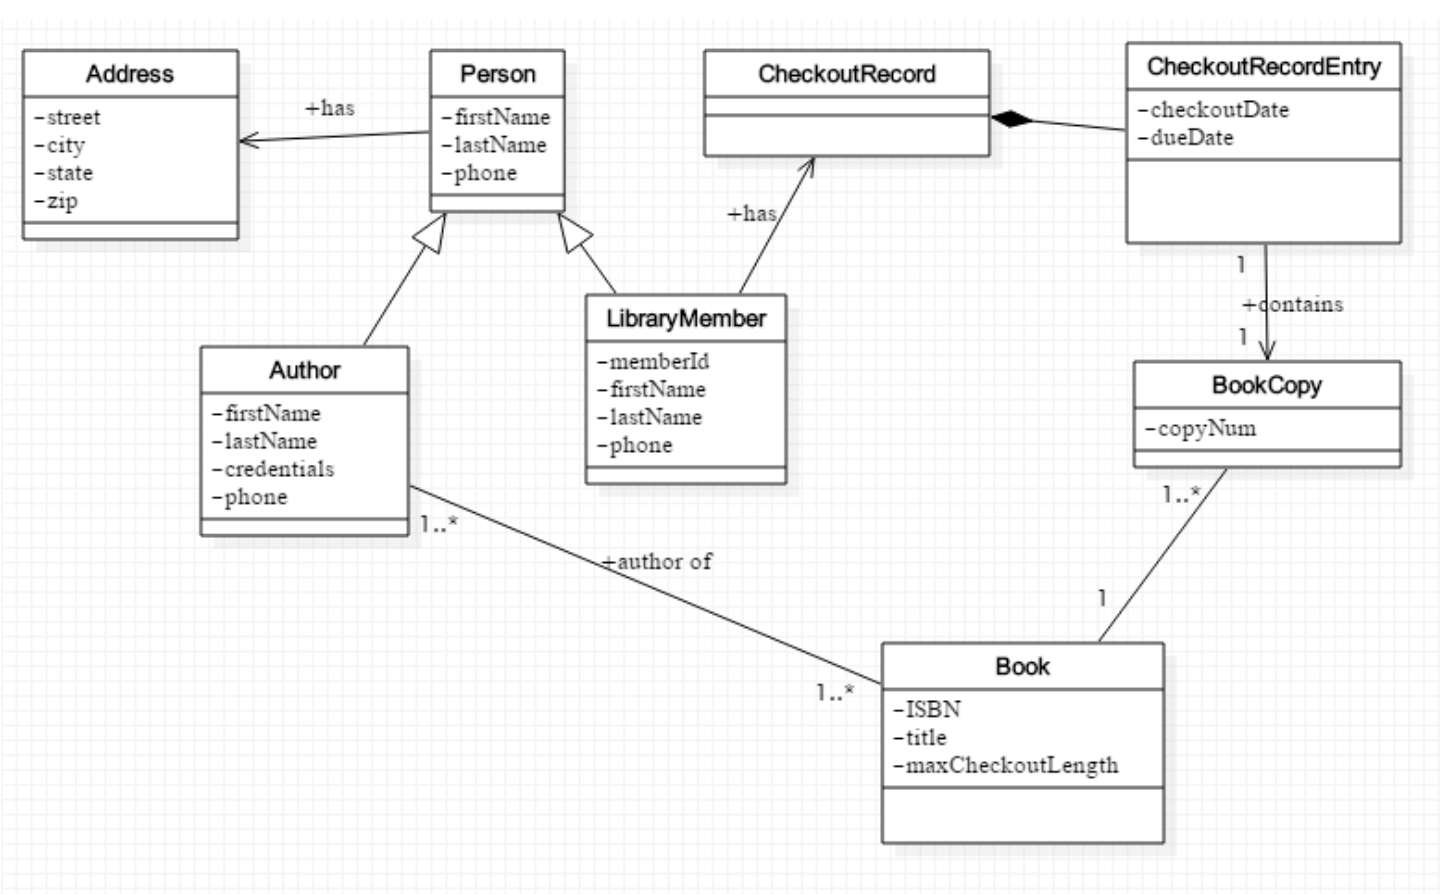 Address
-street
-city
-state
-zip
+has
Person
-firstName
-lastName
-phone
CheckoutRecord
CheckoutRecordEntry
-checkoutDate
-dueDate
+has
1
+contains
1
LibraryMember
-memberId
-firstName
-lastName
-phone
Author
-firstName
-lastName
-credentials
-phone
BookCopy
-copyNum
1..*
1..*
+author of
1
1..*
Book
-ISBN
-title
-maxCheckoutLength